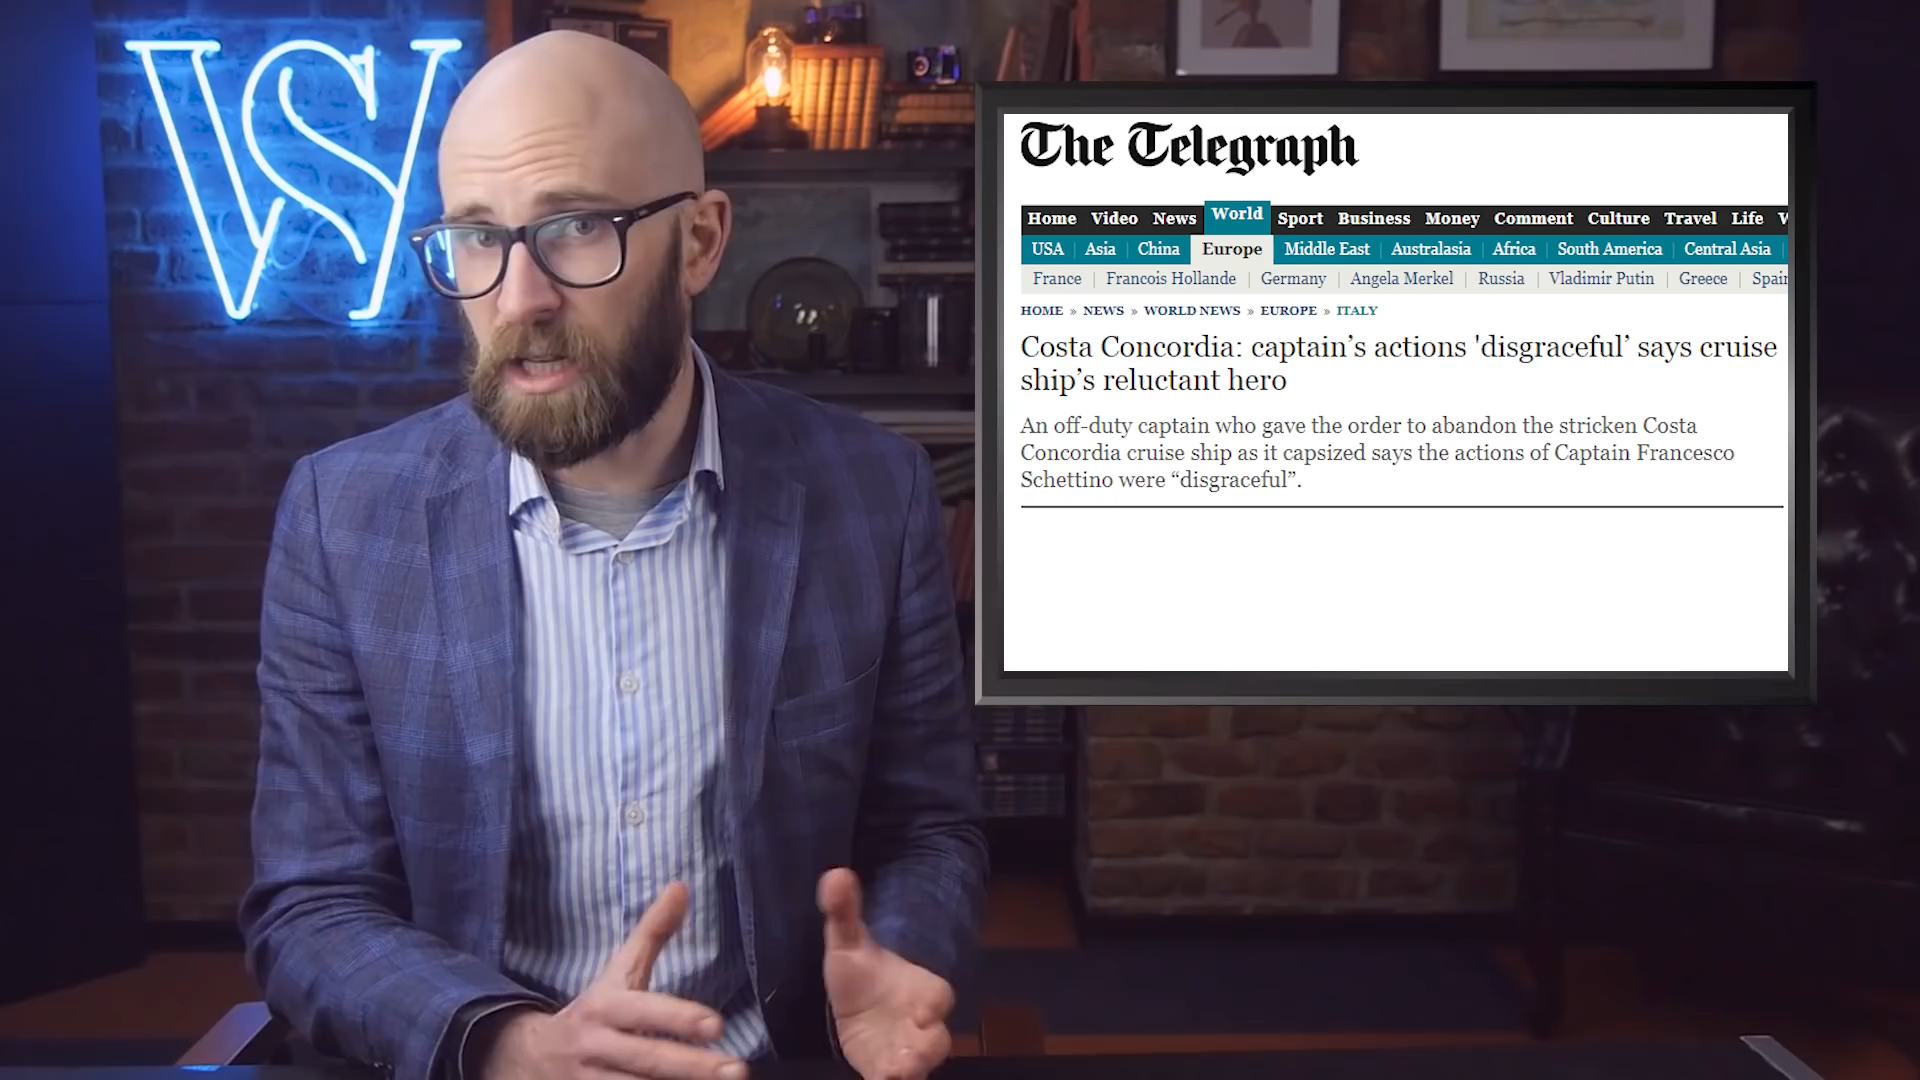 WS
The Telegraph
Home Video News World Sport Business Money Comment Culture Travel Life
USA Asia China Europe Middle East Australasia Africa South America Central Asia
France Francois Hollande Germany Angela Merkel Russia Vladimir Putin Greece Spain
HOME » NEWS » WORLD NEWS » EUROPE » ITALY
Costa Concordia: captain’s actions 'disgraceful’ says cruise
ship’s reluctant hero
An off-duty captain who gave the order to abandon the stricken Costa
Concordia cruise ship as it capsized says the actions of Captain Francesco
Schettino were “disgraceful”.